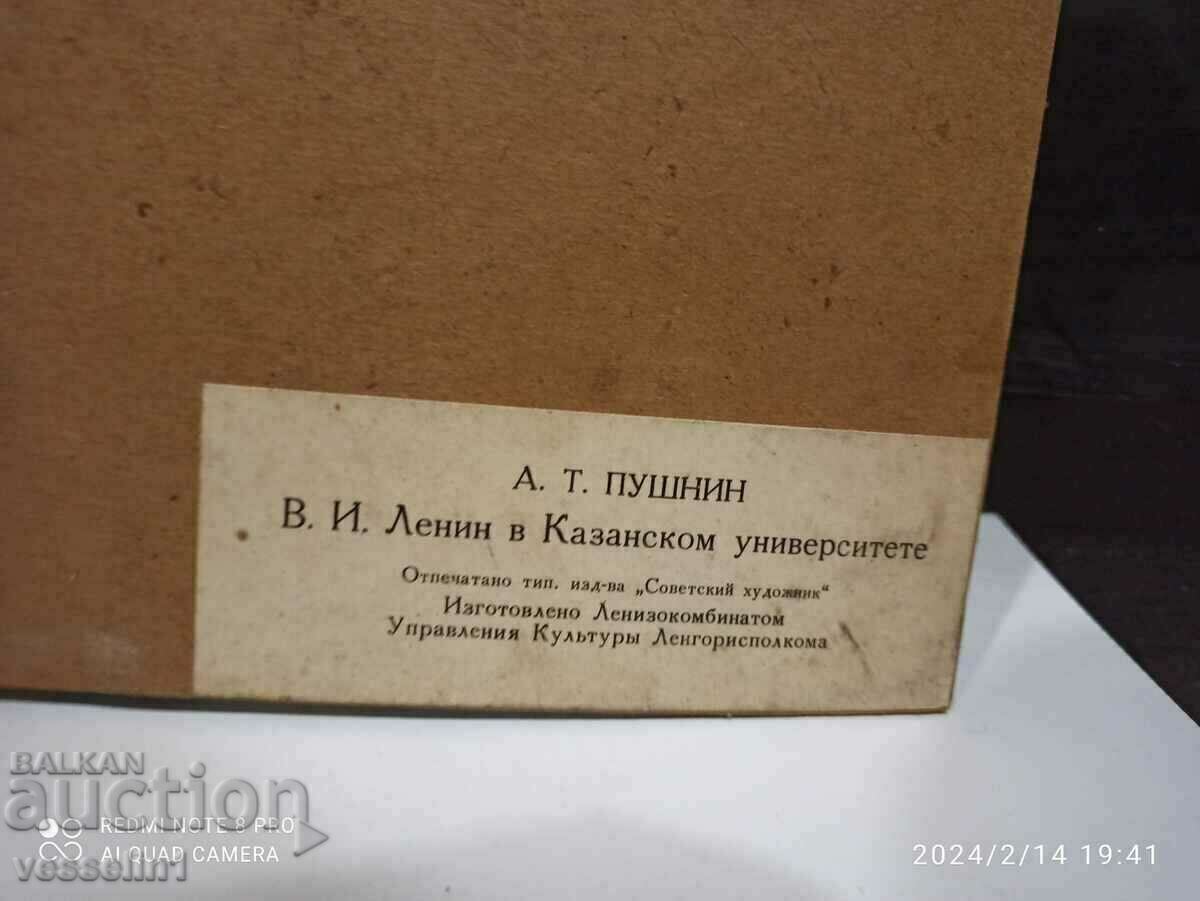 А. Т. ПУШНИН
В. И. Ленин в Казанском университете
Отпечатано тип. изд-ва „Советский художник“
Изготовлено Ленизокомбинатом
Управления Культуры Ленгорисполкома
BALKAN
auction
REDMI NOTE 8 PRO
AI QUAD CAMERA
vesselin1
2024/2/14 19:41